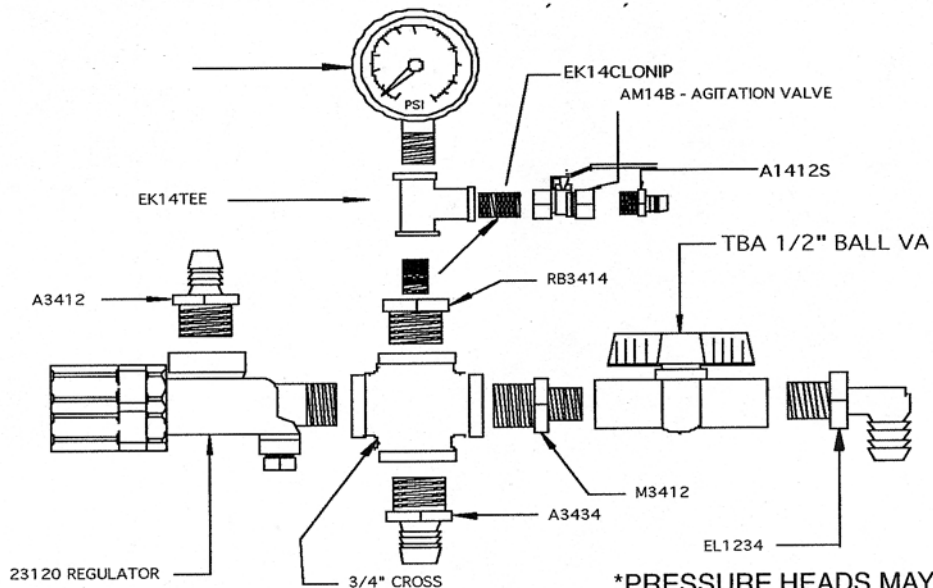 PSI
EK14CLONIP
AM14B - AGITATION VALVE
EK14TEE
A1412S
TBA 1/2" BALL VA
A3412
RB3414
M3412
A3434
EL1234
23120 REGULATOR
3/4" CROSS
*PRESSURE HEADS MAY